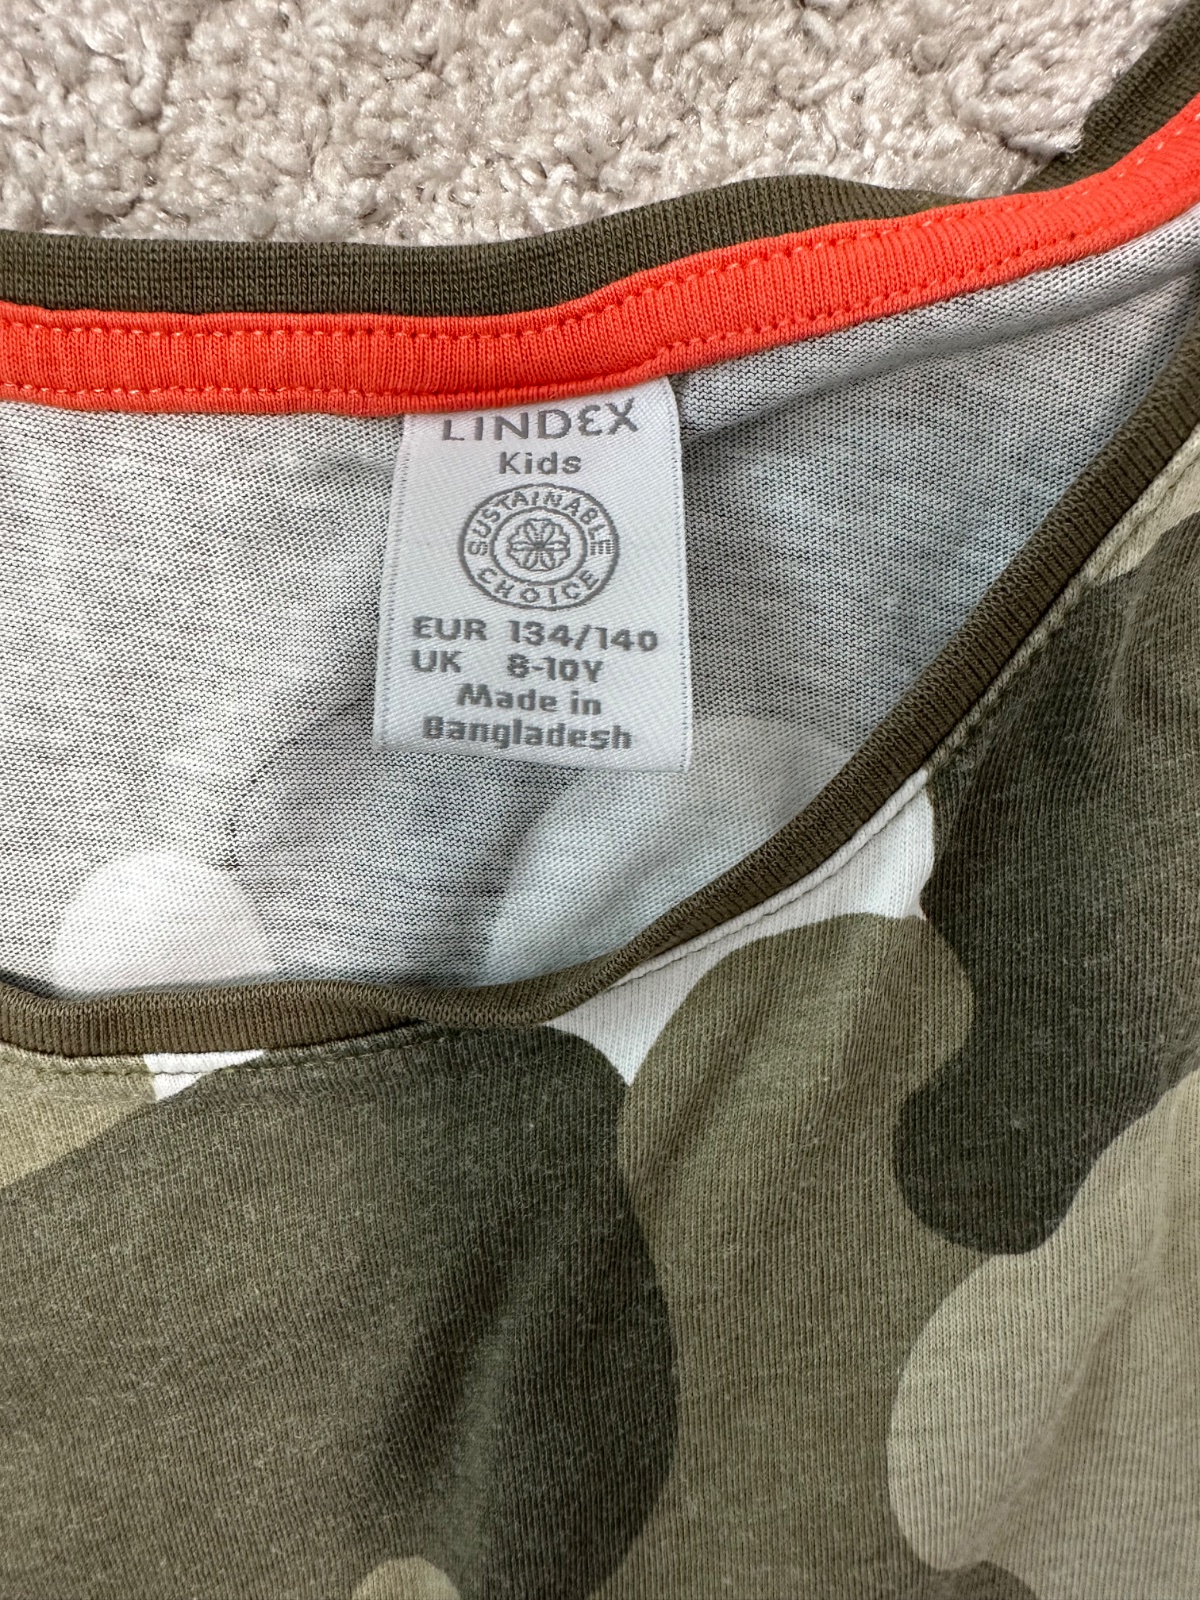 LINDEX
Kids
SUSTAINABLE
CHOICE
EUR 134/140
UK 8-10Y
Made in
Bangladesh